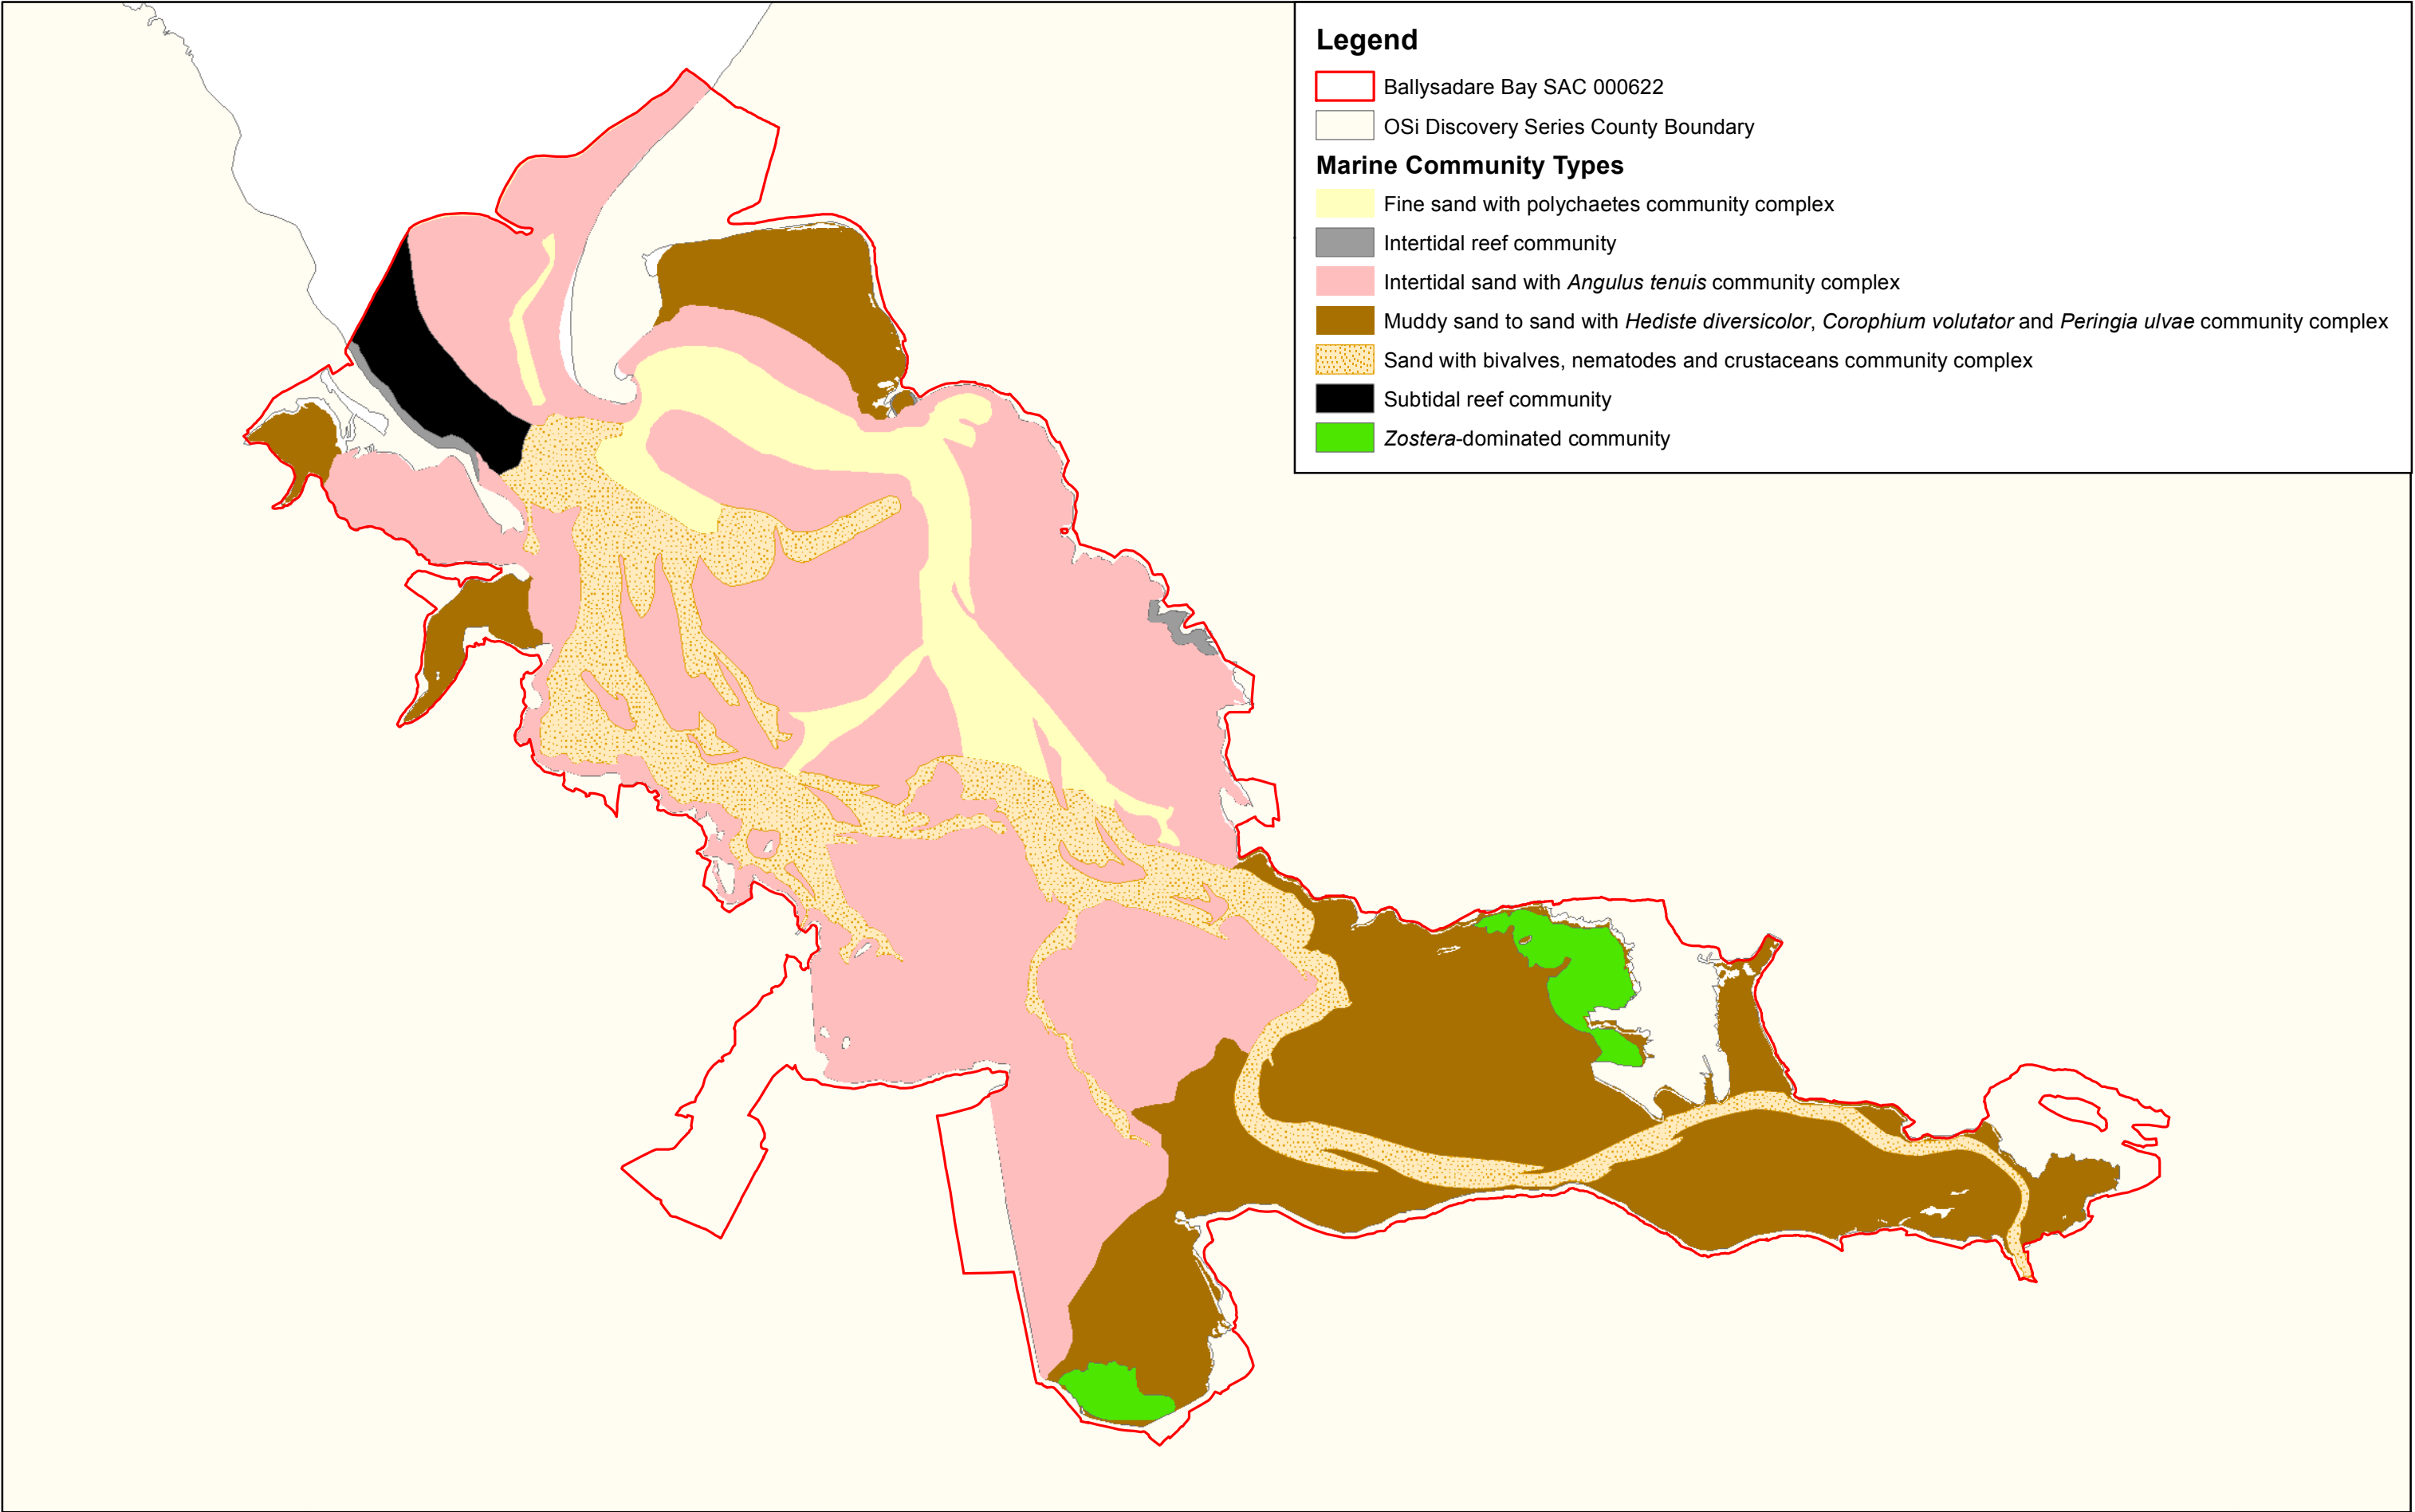 Legend
Ballysadare Bay SAC 000622
OSi Discovery Series County Boundary
Marine Community Types
Fine sand with polychaetes community complex
Intertidal reef community
Intertidal sand with Angulus tenuis community complex
Muddy sand to sand with Hediste diversicolor, Corophium volutator and Peringia ulvae community complex
Sand with bivalves, nematodes and crustaceans community complex
Subtidal reef community
Zostera-dominated community